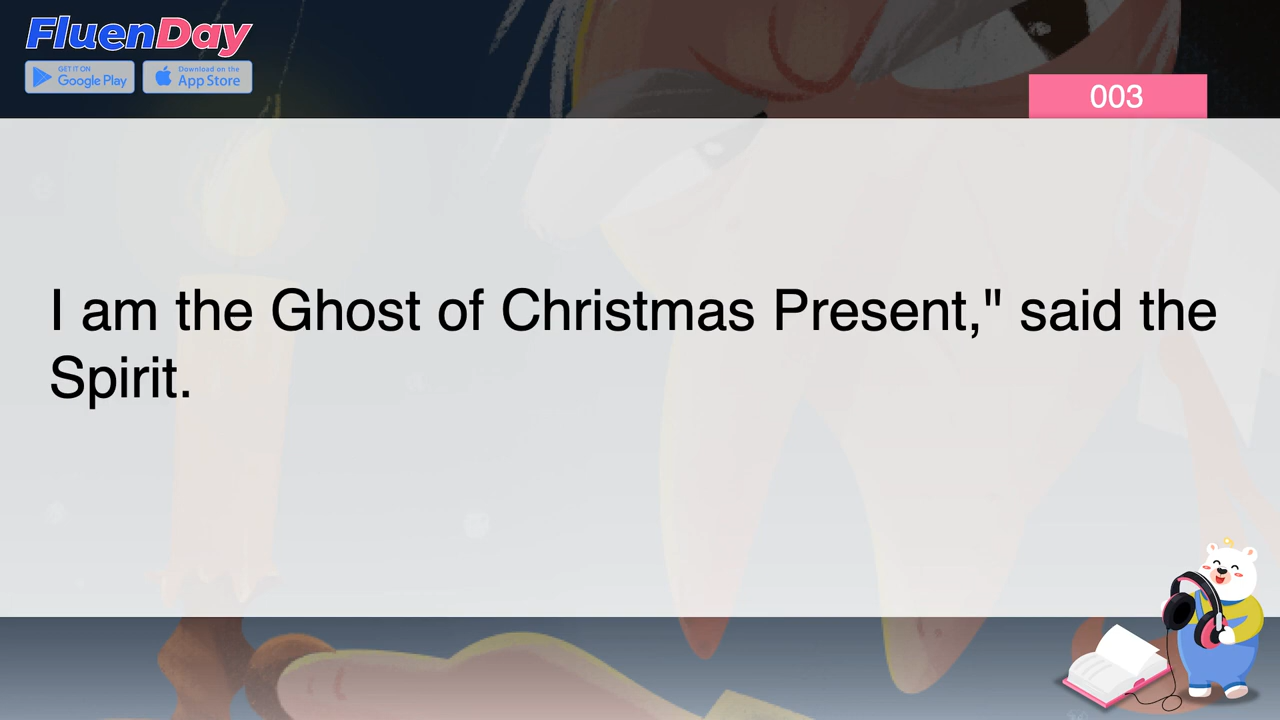 FluenDay
GET IT ON
Google Play
Download on the
App Store
003
I am the Ghost of Christmas Present," said the
Spirit.